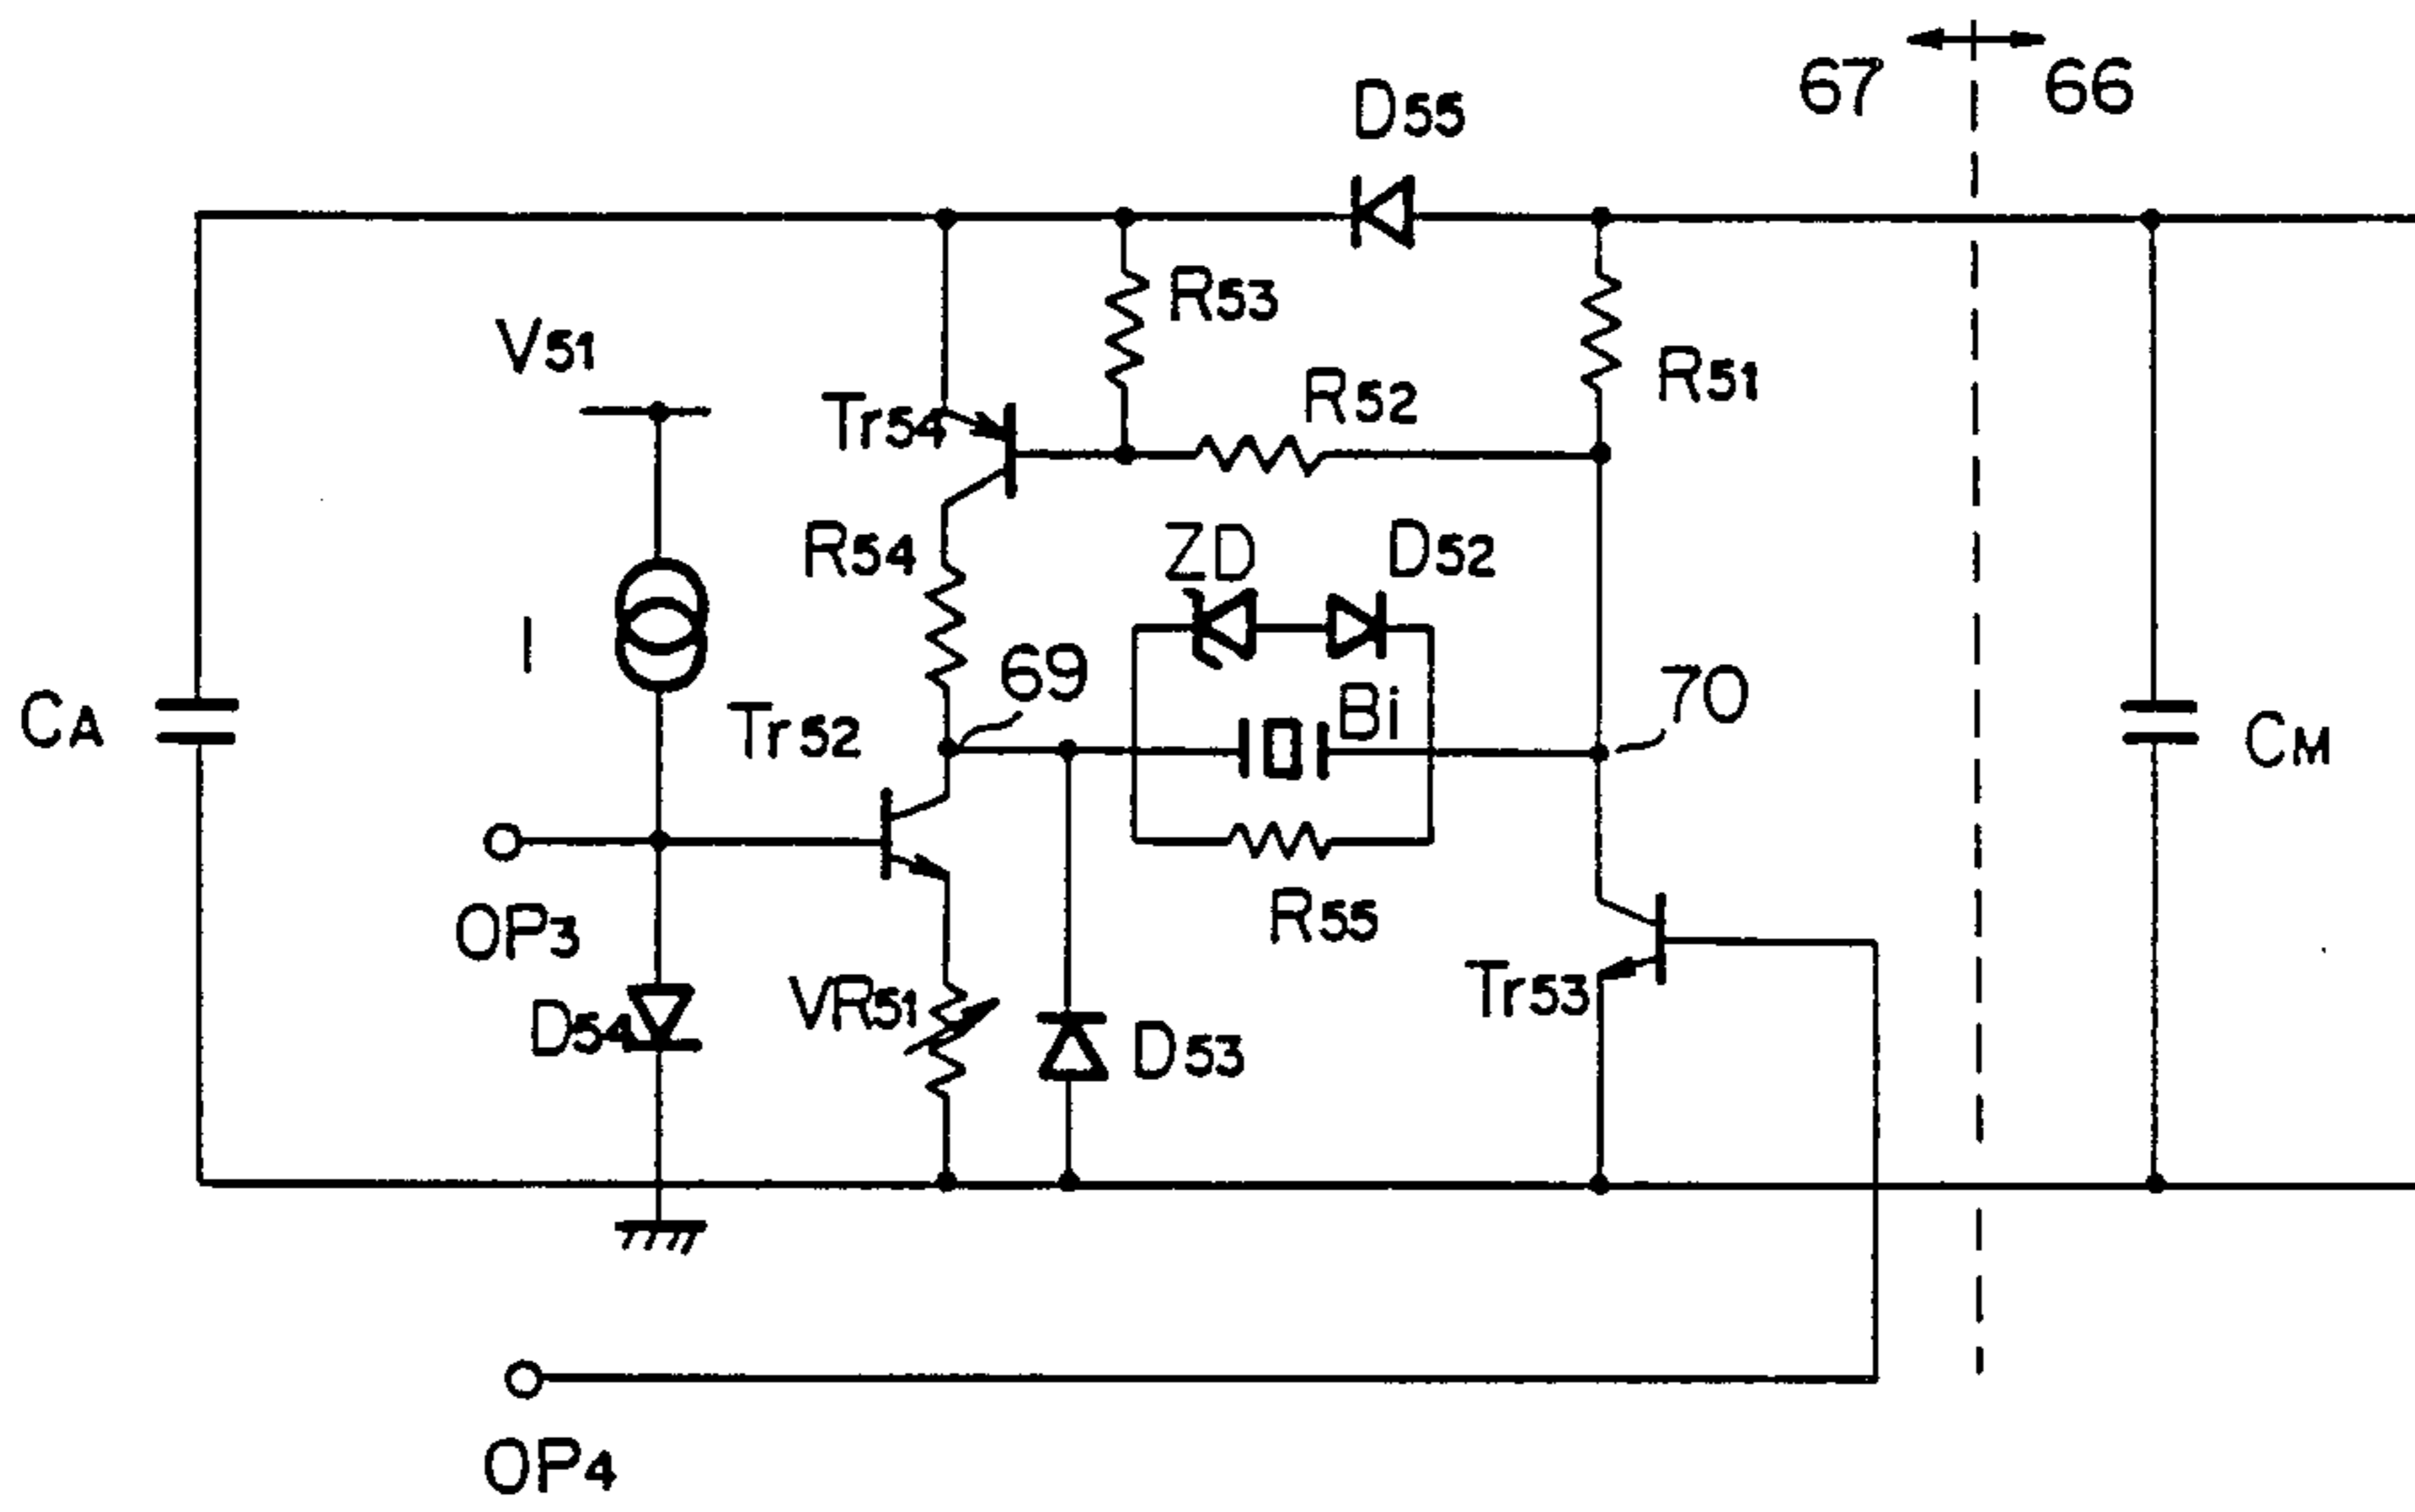 67
66
D55
R53
V51
R51
R52
Tr54
R54
ZD
D52
I
69
Bi
70
CA
Tr52
CM
OP3
R55
Tr53
VR51
D54
D53
OP4